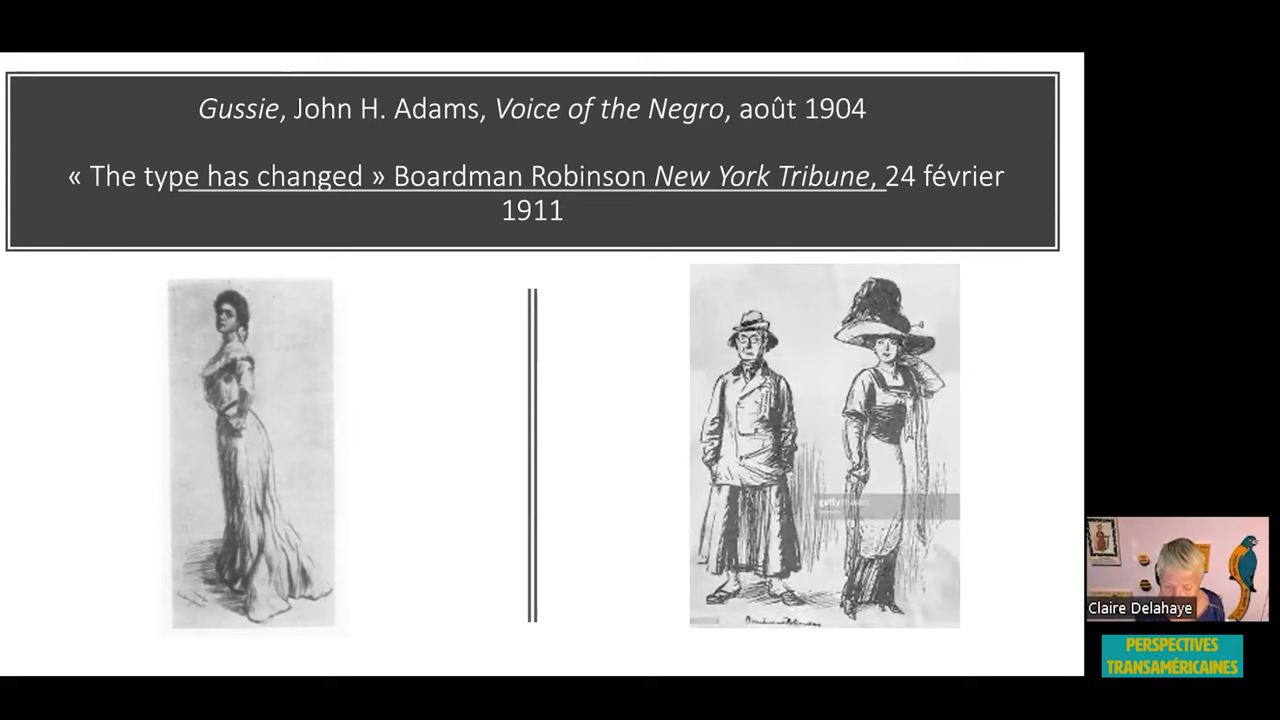 Gussie, John H. Adams, Voice of the Negro, août 1904
« The type has changed » Boardman Robinson New York Tribune, 24 février
1911
gettyimages
Claire Delahaye
PERSPECTIVES
TRANSAMÉRICAINES